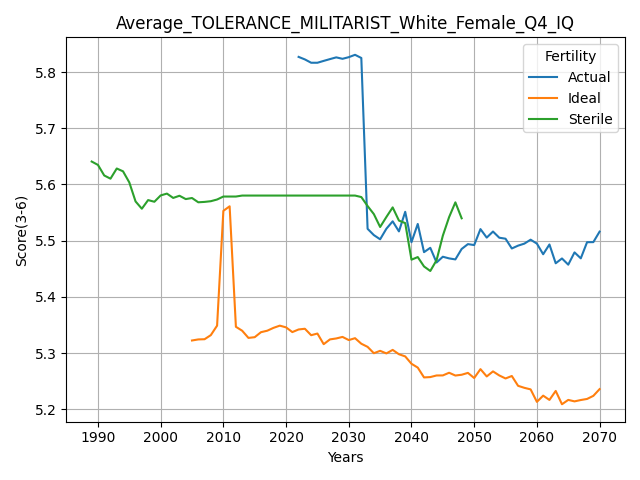 Average_TOLERANCE_MILITARIST_White_Female_Q4_IQ
Fertility
Actual
Ideal
Sterile
Score(3-6)
5.8
5.7
5.6
5.5
5.4
5.3
5.2
1990 2000 2010 2020 2030 2040 2050 2060 2070
Years